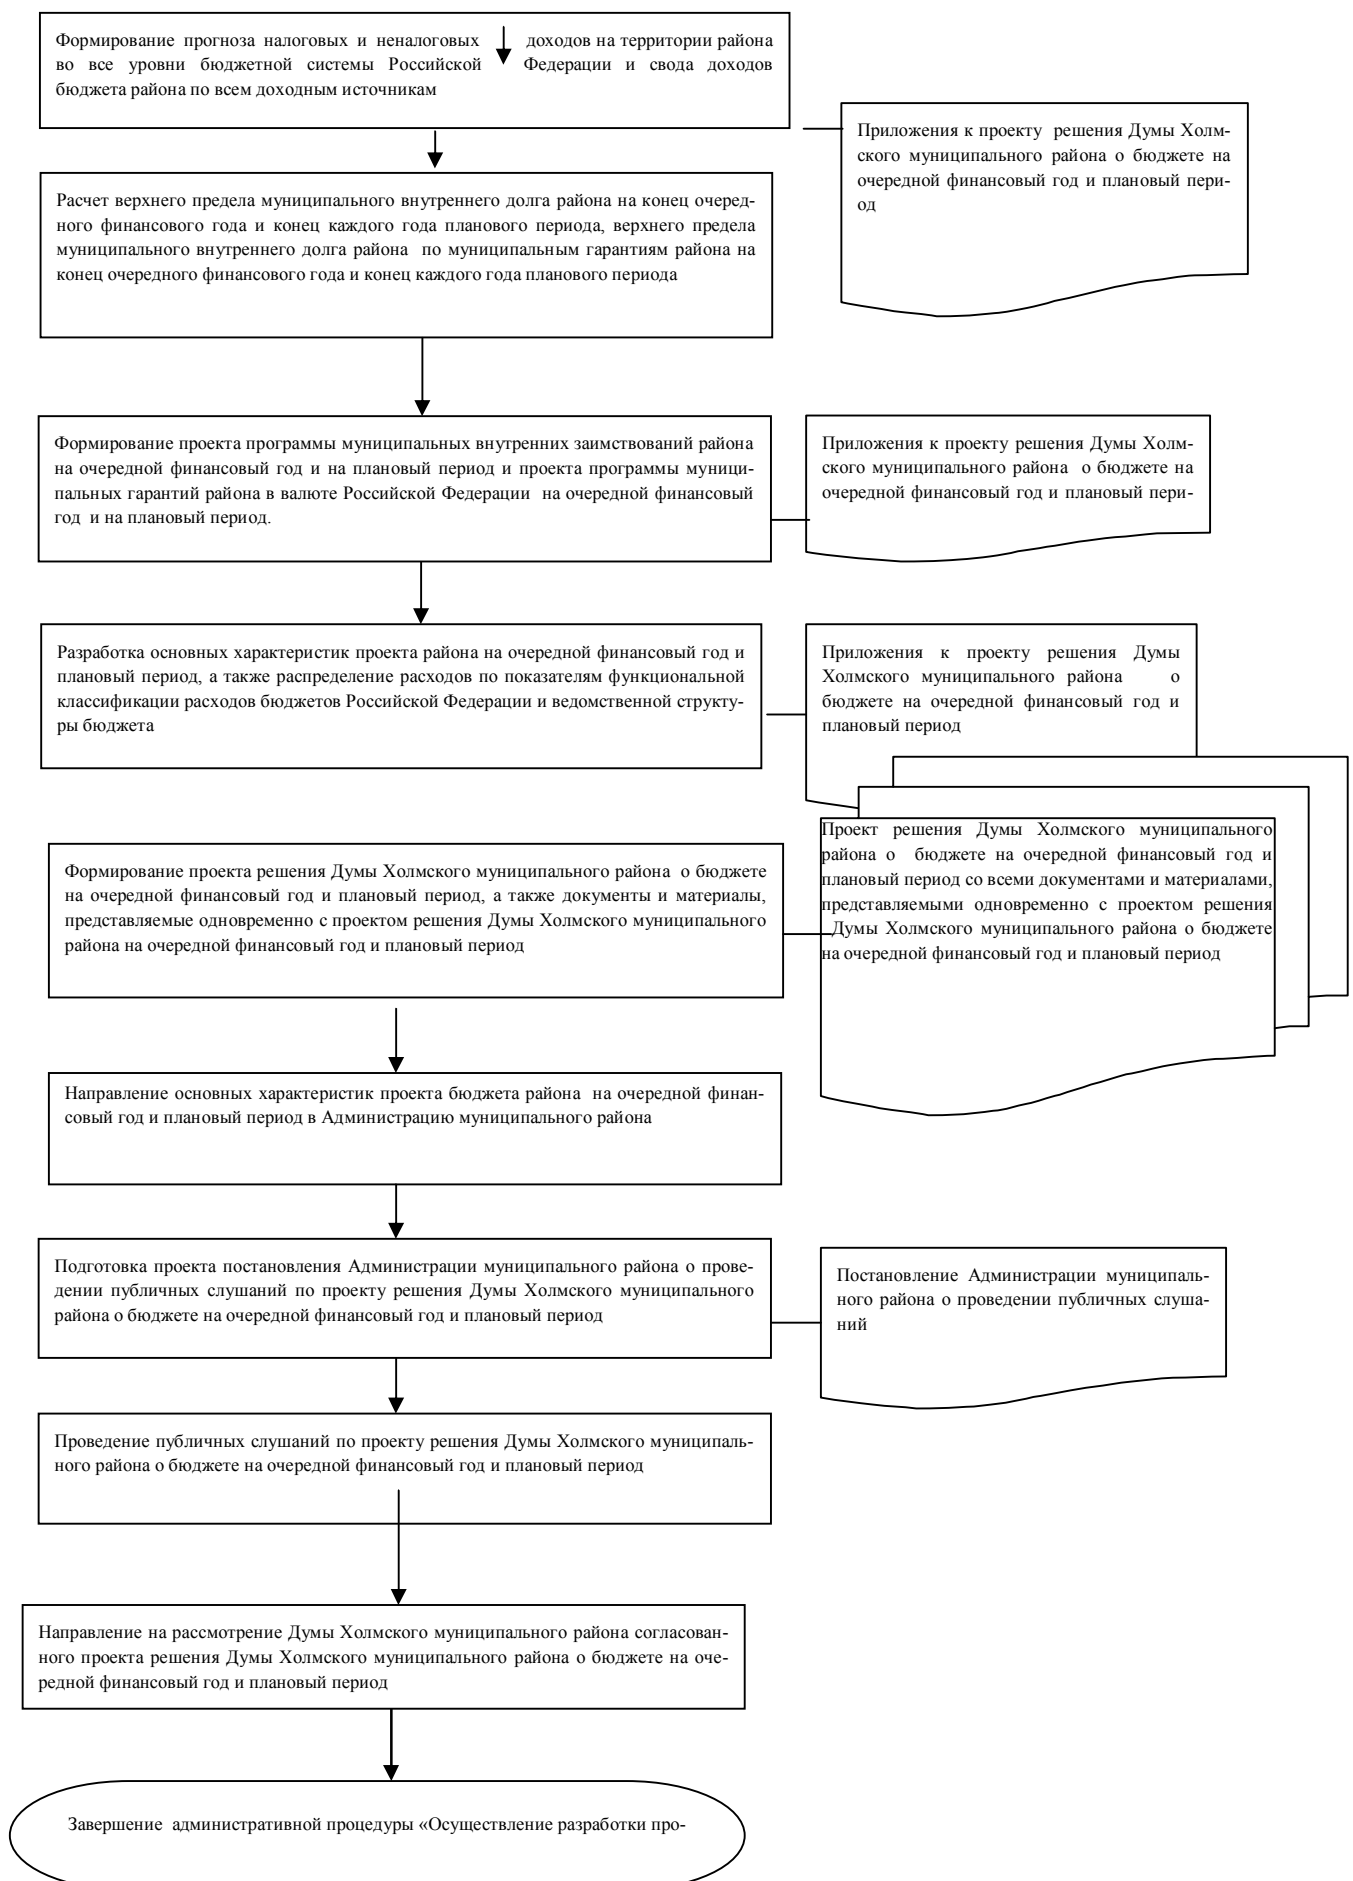 Формирование прогноза налоговых и неналоговых доходов на территории района
во все уровни бюджетной системы Российской Федерации и свода доходов
бюджета района по всем доходным источникам
Приложения к проекту решения Думы Холм-
ского муниципального района о бюджете на
очередной финансовый год и плановый пери-
од
Расчет верхнего предела муниципального внутреннего долга района на конец очеред-
ного финансового года и конец каждого года планового периода, верхнего предела
муниципального внутреннего долга района по муниципальным гарантиям района на
конец очередного финансового года и конец каждого года планового периода
Формирование проекта программы муниципальных внутренних заимствований района
на очередной финансовый год и на плановый период и проекта программы муници-
пальных гарантий района в валюте Российской Федерации на очередной финансовый
год и на плановый период.
Приложения к проекту решения Думы Холм-
ского муниципального района о бюджете на
очередной финансовый год и плановый пери-
Разработка основных характеристик проекта района на очередной финансовый год и
плановый период, а также распределение расходов по показателям функциональной
классификации расходов бюджетов Российской Федерации и ведомственной структу-
ры бюджета
Приложения к проекту решения Думы
Холмского муниципального района о
бюджете на очередной финансовый год и
плановый период
Формирование проекта решения Думы Холмского муниципального района о бюджете
на очередной финансовый год и плановый период, а также документы и материалы,
представляемые одновременно с проектом решения Думы Холмского муниципального
района на очередной финансовый год и плановый период
Проект решения Думы Холмского муниципального
района о бюджете на очередной финансовый год и
плановый период со всеми документами и материалами,
представляемыми одновременно с проектом решения
Думы Холмского муниципального района о бюджете
на очередной финансовый год и плановый период
Направление основных характеристик проекта бюджета района на очередной финан-
совый год и плановый период в Администрацию муниципального района
Подготовка проекта постановления Администрации муниципального района о прове-
дении публичных слушаний по проекту решения Думы Холмского муниципального
района о бюджете на очередной финансовый год и плановый период
Постановление Администрации муниципаль-
ного района о проведении публичных слуша-
ний
Проведение публичных слушаний по проекту решения Думы Холмского муниципаль-
ного района о бюджете на очередной финансовый год и плановый период
Направление на рассмотрение Думы Холмского муниципального района согласован-
ного проекта решения Думы Холмского муниципального района о бюджете на оче-
редной финансовый год и плановый период
Завершение административной процедуры «Осуществление разработки про-